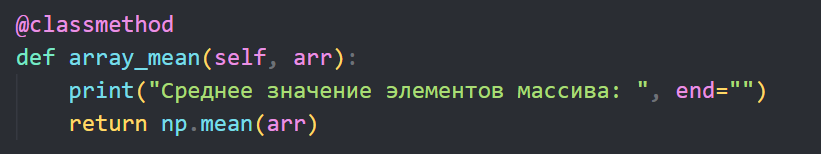 @classmethod
def array_mean(self, arr):
    print("Среднее значение элементов массива: ", end="")
    return np.mean(arr)